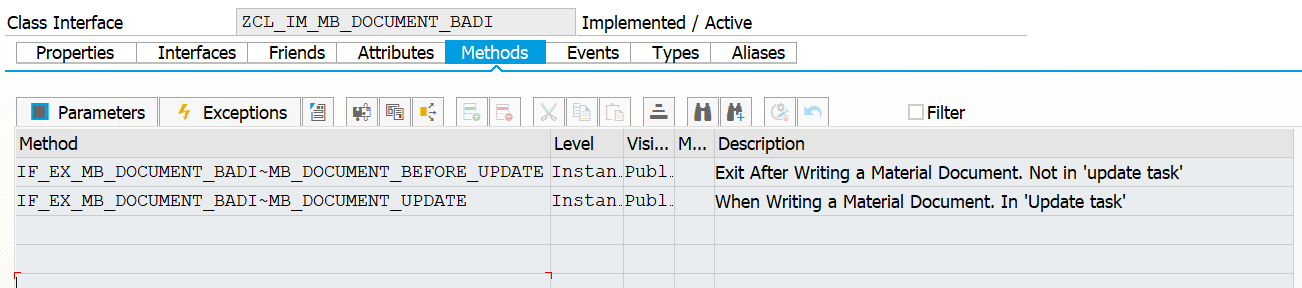 Class Interface ZCL_IM_MB_DOCUMENT_BADI Implemented / Active
Properties Interfaces Friends Attributes Methods Events Types Aliases
Parameters Exceptions Filter
Method Level Visi... M... Description
IF_EX_MB_DOCUMENT_BADI~MB_DOCUMENT_BEFORE_UPDATE Instan.. Publ.. Exit After Writing a Material Document. Not in 'update task'
IF_EX_MB_DOCUMENT_BADI~MB_DOCUMENT_UPDATE Instan.. Publ.. When Writing a Material Document. In 'Update task'